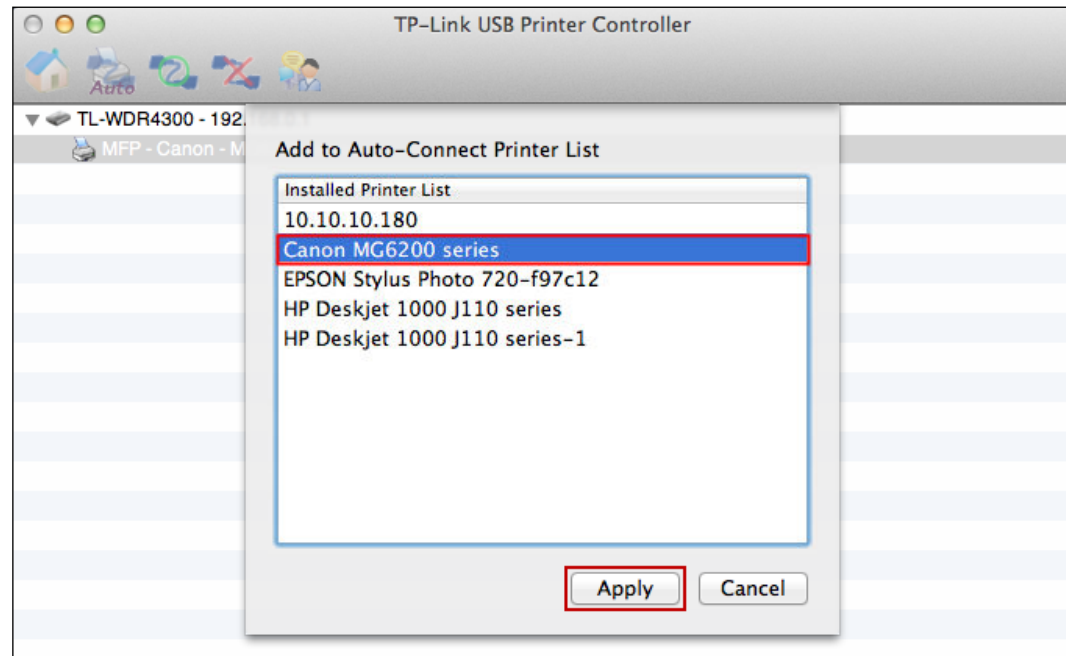 TP-Link USB Printer Controller
Auto
TL-WDR4300 - 192.
MFP - Canon - M
Add to Auto-Connect Printer List
Installed Printer List
10.10.10.180
Canon MG6200 series
EPSON Stylus Photo 720-f97c12
HP Deskjet 1000 J110 series
HP Deskjet 1000 J110 series-1
Apply
Cancel